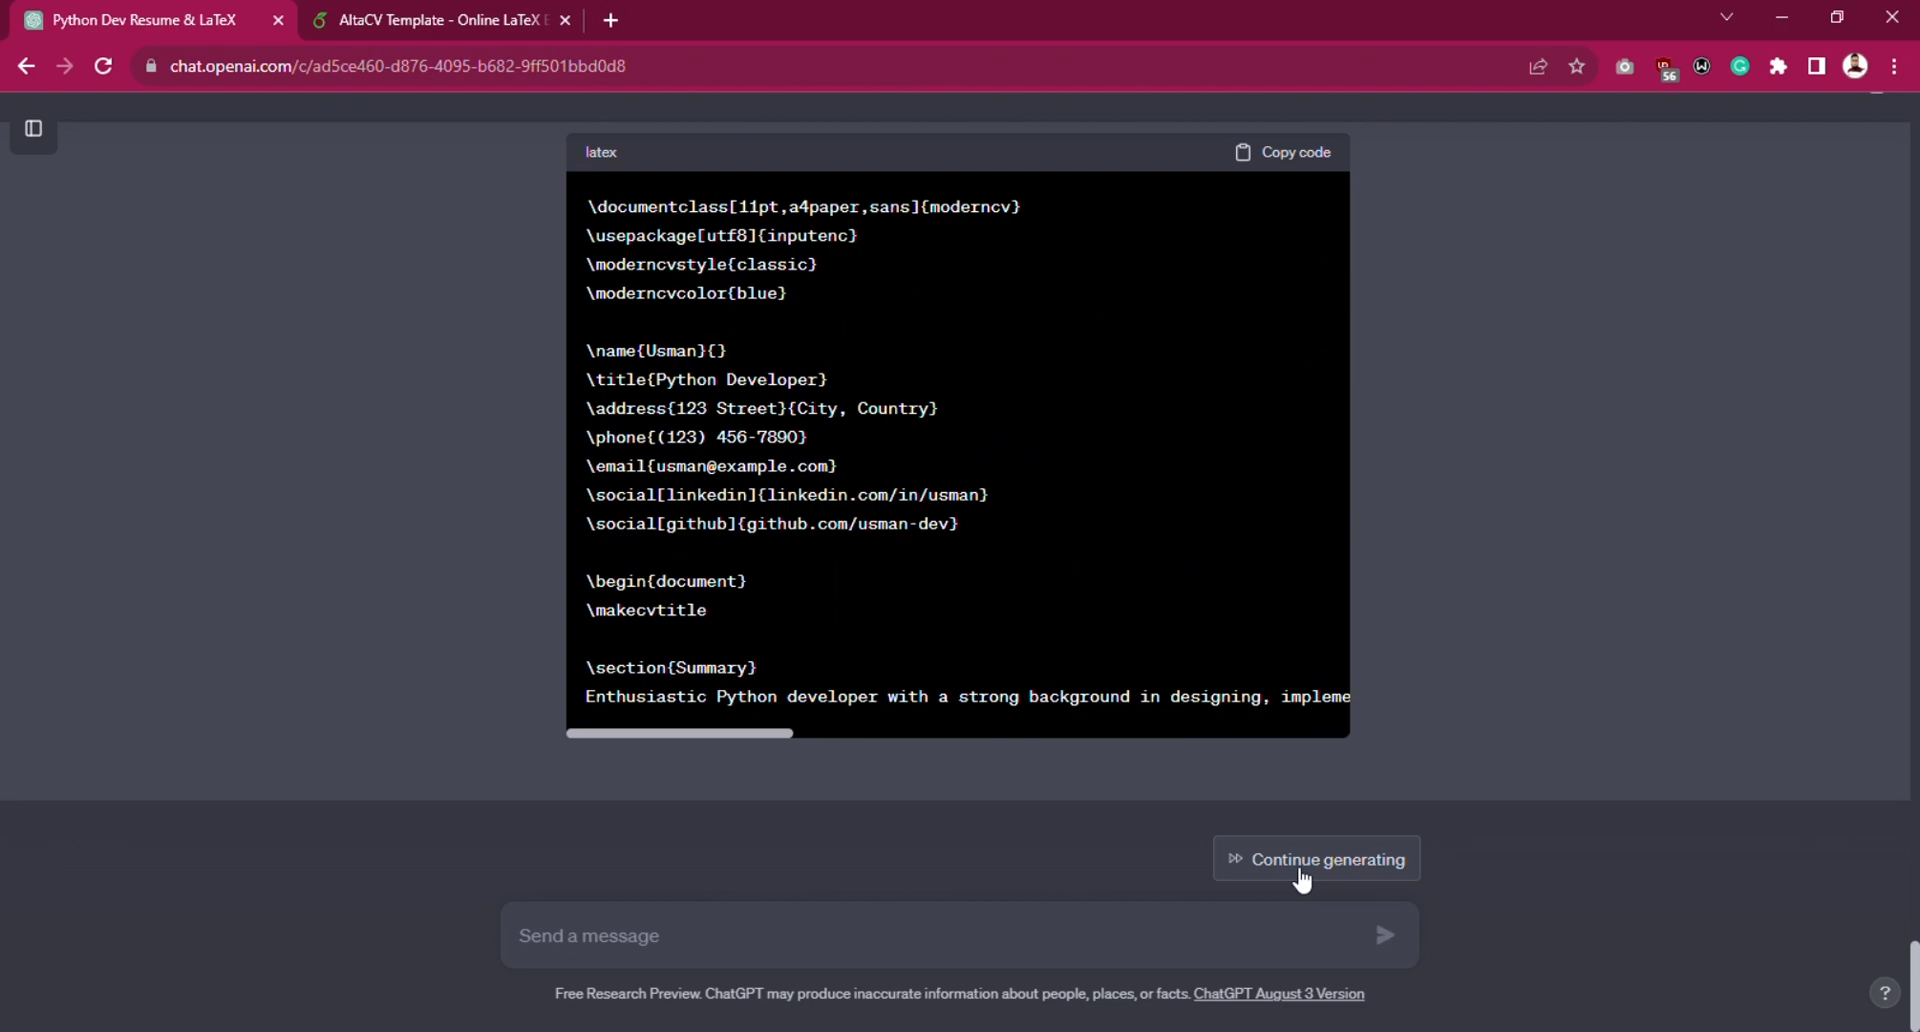 Python Dev Resume & LaTeX
AltaCV Template - Online LaTeX E
chat.openai.com/c/ad5ce460-d876-4095-b682-9ff501bbd0d8
56
latex
Copy code
\documentclass[11pt,a4paper,sans]{moderncv}
\usepackage[utf8]{inputenc}
\moderncvstyle{classic}
\moderncvcolor{blue}
\name{Usman}{}
\title{Python Developer}
\address{123 Street}{City, Country}
\phone{(123) 456-7890}
\email{usman@example.com}
\social[linkedin]{linkedin.com/in/usman}
\social[github]{github.com/usman-dev}
\begin{document}
\makecvtitle
\section{Summary}
Enthusiastic Python developer with a strong background in designing, impleme
Continue generating
Send a message
Free Research Preview. ChatGPT may produce inaccurate information about people, places, or facts. ChatGPT August 3 Version
?